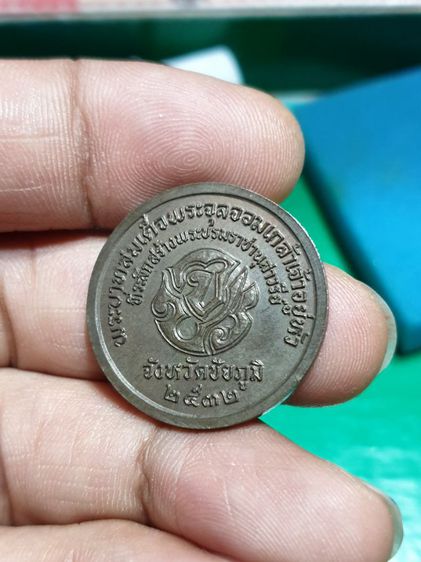 พระบาทสมเด็จพระจุลจอมเกล้าเจ้าอยู่หัว
ที่ระลึกสร้างพระบรมราชานุสาวรีย์
จังหวัดชัยภูมิ
๒๕๓๒